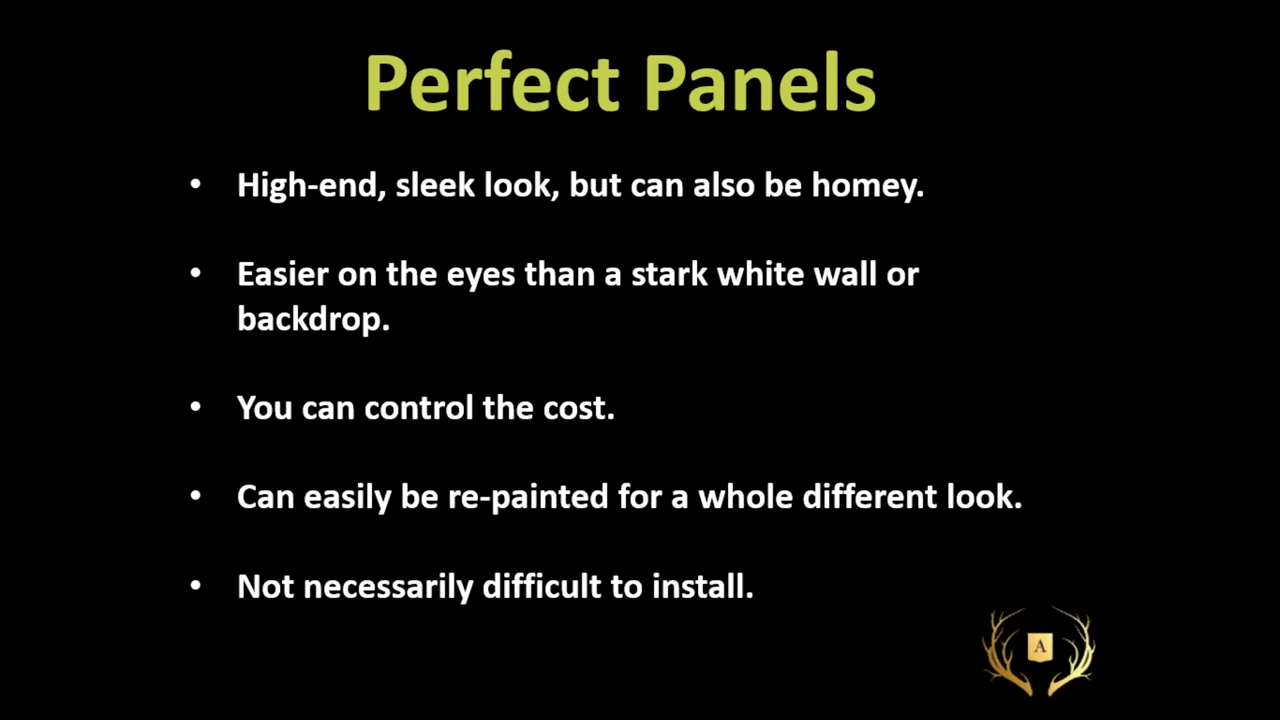 Perfect Panels
• High-end, sleek look, but can also be homey.
• Easier on the eyes than a stark white wall or
backdrop.
• You can control the cost.
• Can easily be re-painted for a whole different look.
• Not necessarily difficult to install.
A